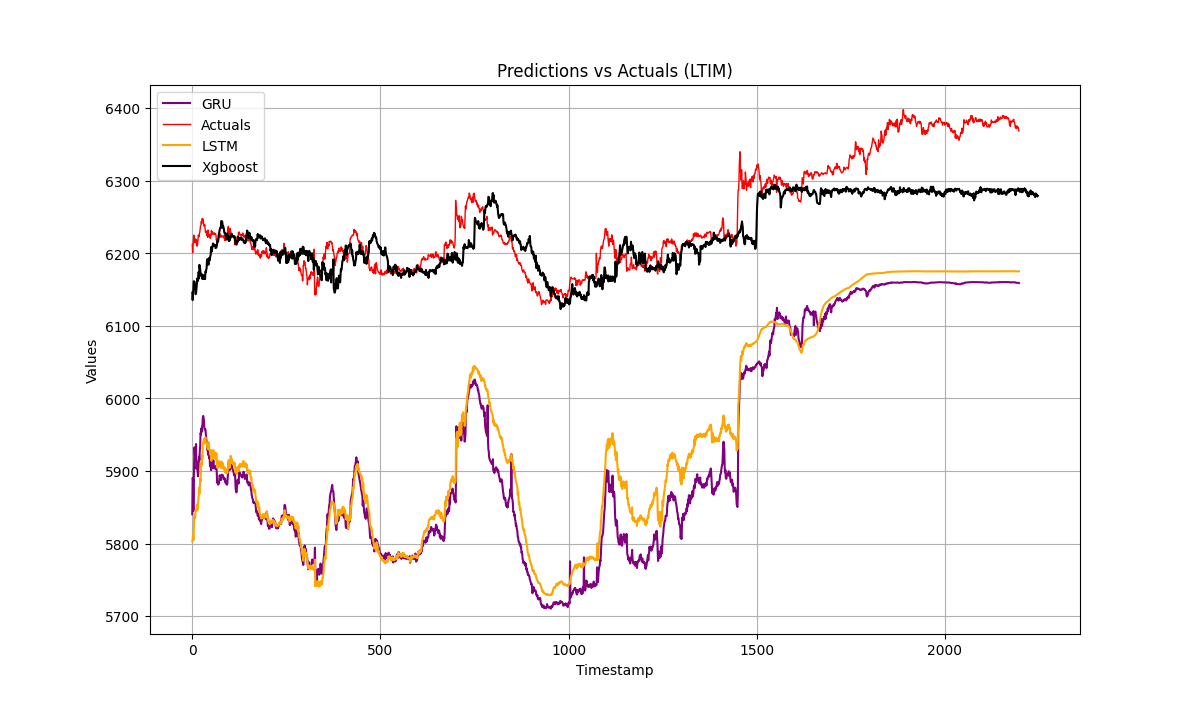 Predictions vs Actuals (LTIM)
GRU
Actuals
LSTM
Xgboost
6400
6300
6200
6100
6000
5900
5800
5700
Values
0 500 1000 1500 2000
Timestamp